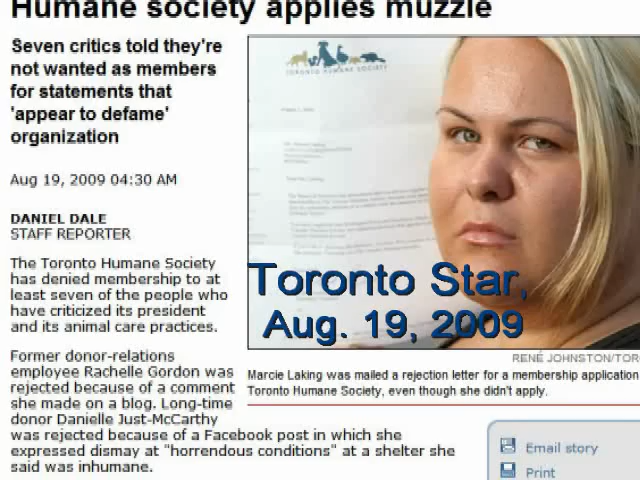 Humane society applies muzzle
Seven critics told they're
not wanted as members
for statements that
'appear to defame'
organization
Aug 19, 2009 04:30 AM
DANIEL DALE
STAFF REPORTER
The Toronto Humane Society
has denied membership to at
least seven of the people who
have criticized its president
and its animal care practices.
Former donor-relations
employee Rachelle Gordon was
rejected because of a comment
she made on a blog. Long-time
donor Danielle Just-McCarthy
was rejected because of a Facebook post in which she
expressed dismay at "horrendous conditions" at a shelter she
said was inhumane.
TORONTO HUMANE SOCIETY
Toronto Star,
Aug. 19, 2009
RENÉ JOHNSTON/TOR
Marcie Laking was mailed a rejection letter for a membership application
Toronto Humane Society, even though she didn't apply.
Email story
Print